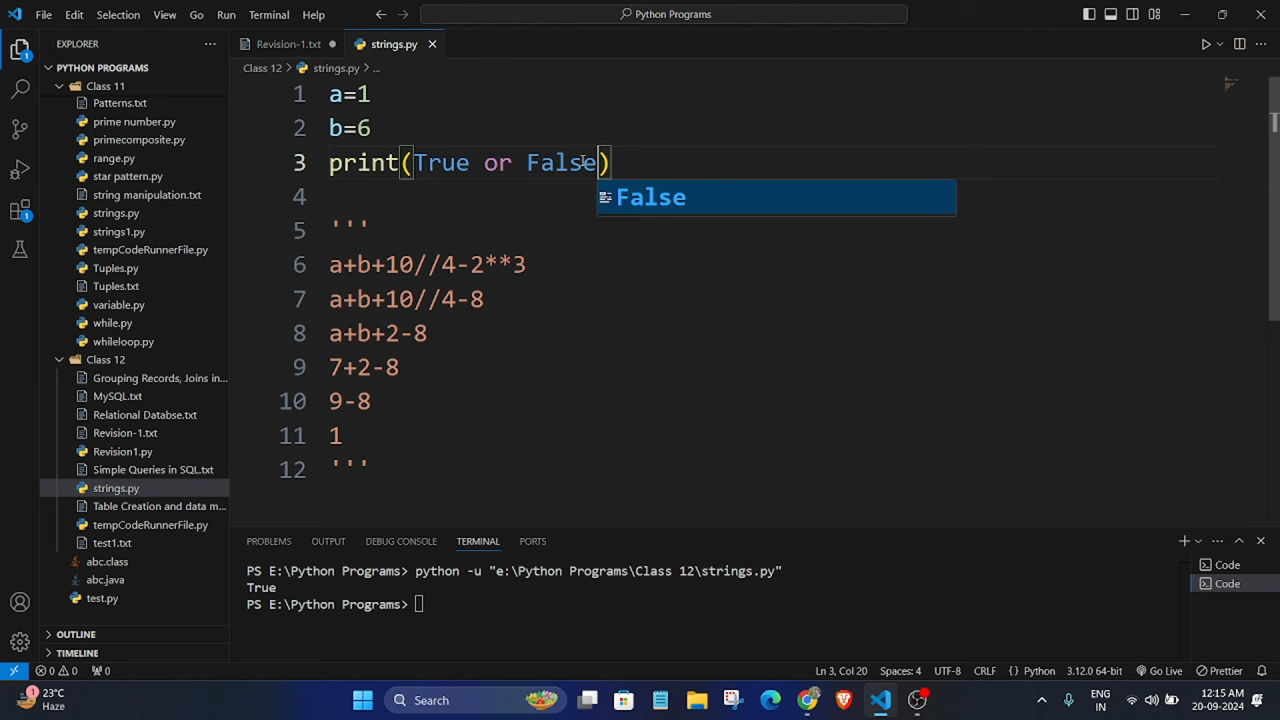 File Edit Selection View Go Run Terminal Help Python Programs
EXPLORER
Revision-1.txt
strings.py
PYTHON PROGRAMS
Class 12 > strings.py > ...
Class 11
Patterns.txt
prime number.py
primecomposite.py
range.py
star pattern.py
string manipulation.txt
strings.py
strings1.py
tempCodeRunnerFile.py
Tuples.py
Tuples.txt
variable.py
while.py
whileloop.py
Class 12
Grouping Records, Joins in...
MySQL.txt
Relational Databse.txt
Revision-1.txt
Revision1.py
Simple Queries in SQL.txt
strings.py
Table Creation and data m...
tempCodeRunnerFile.py
test1.txt
abc.class
abc.java
test.py
OUTLINE
TIMELINE
1 a=1
2 b=6
3 print(True or False)
False
4
5 '''
6 a+b+10//4-2**3
7 a+b+10//4-8
8 a+b+2-8
9 7+2-8
10 9-8
11 1
12 '''
PROBLEMS OUTPUT DEBUG CONSOLE TERMINAL PORTS
PS E:\Python Programs> python -u "e:\Python Programs\Class 12\strings.py"
True
PS E:\Python Programs>
Code
Code
0 0 0 Ln 3, Col 20 Spaces: 4 UTF-8 CRLF {} Python 3.12.0 64-bit Go Live Prettier
1
1
1
23°C
Haze
Search
ENG
IN
12:15 AM
20-09-2024